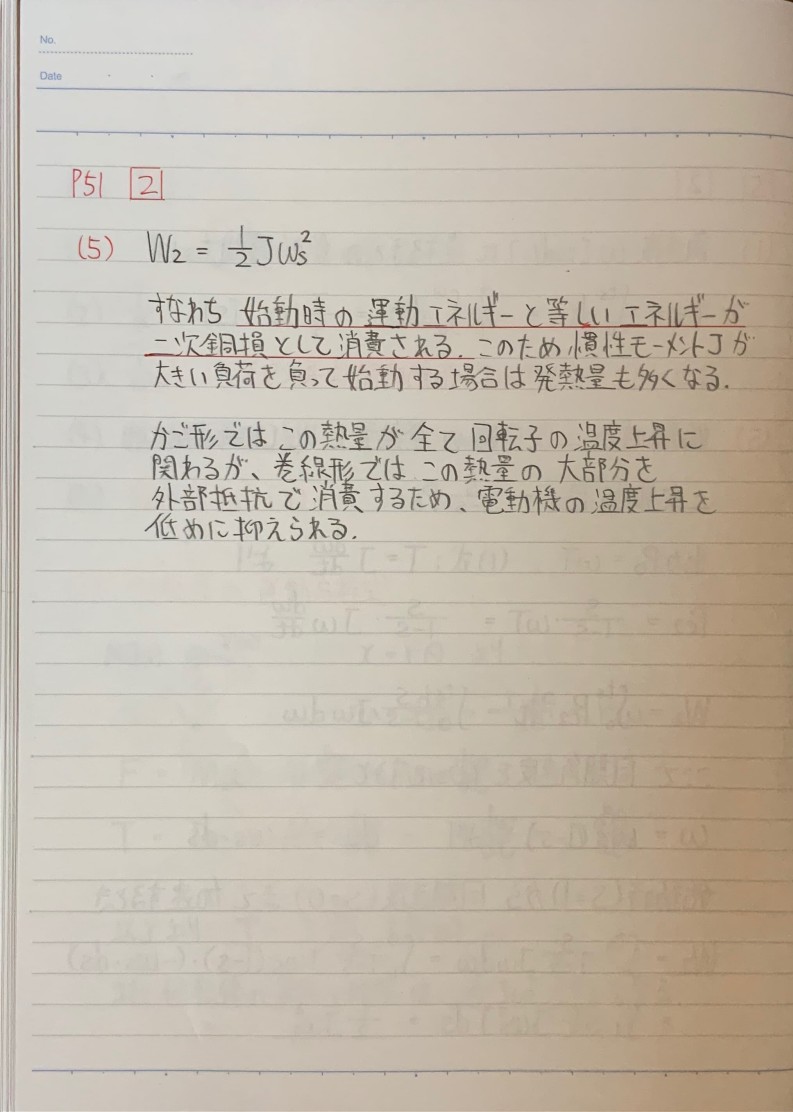 No.
Date
P51 2
(5) W₂ = 1/2 Jωs²
すなわち 始動時の運動エネルギーと等しいエネルギーが
二次銅損として消費される. このため慣性モーメントJが
大きい負荷を負って始動する場合は発熱量も多くなる.
かご形ではこの熱量が全て回転子の温度上昇に
関わるが、巻線形ではこの熱量の大部分を
外部抵抗で消費するため、電動機の温度上昇を
低めに抑えられる.